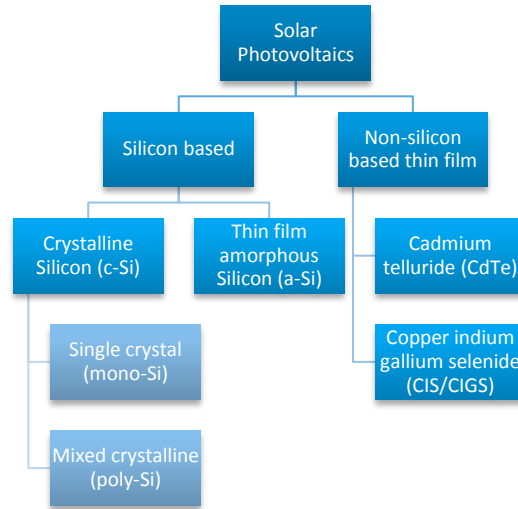 Solar
Photovoltaics
Silicon based
Non-silicon
based thin film
Crystalline
Silicon (c-Si)
Thin film
amorphous
Silicon (a-Si)
Cadmium
telluride (CdTe)
Single crystal
(mono-Si)
Copper indium
gallium selenide
(CIS/CIGS)
Mixed crystalline
(poly-Si)